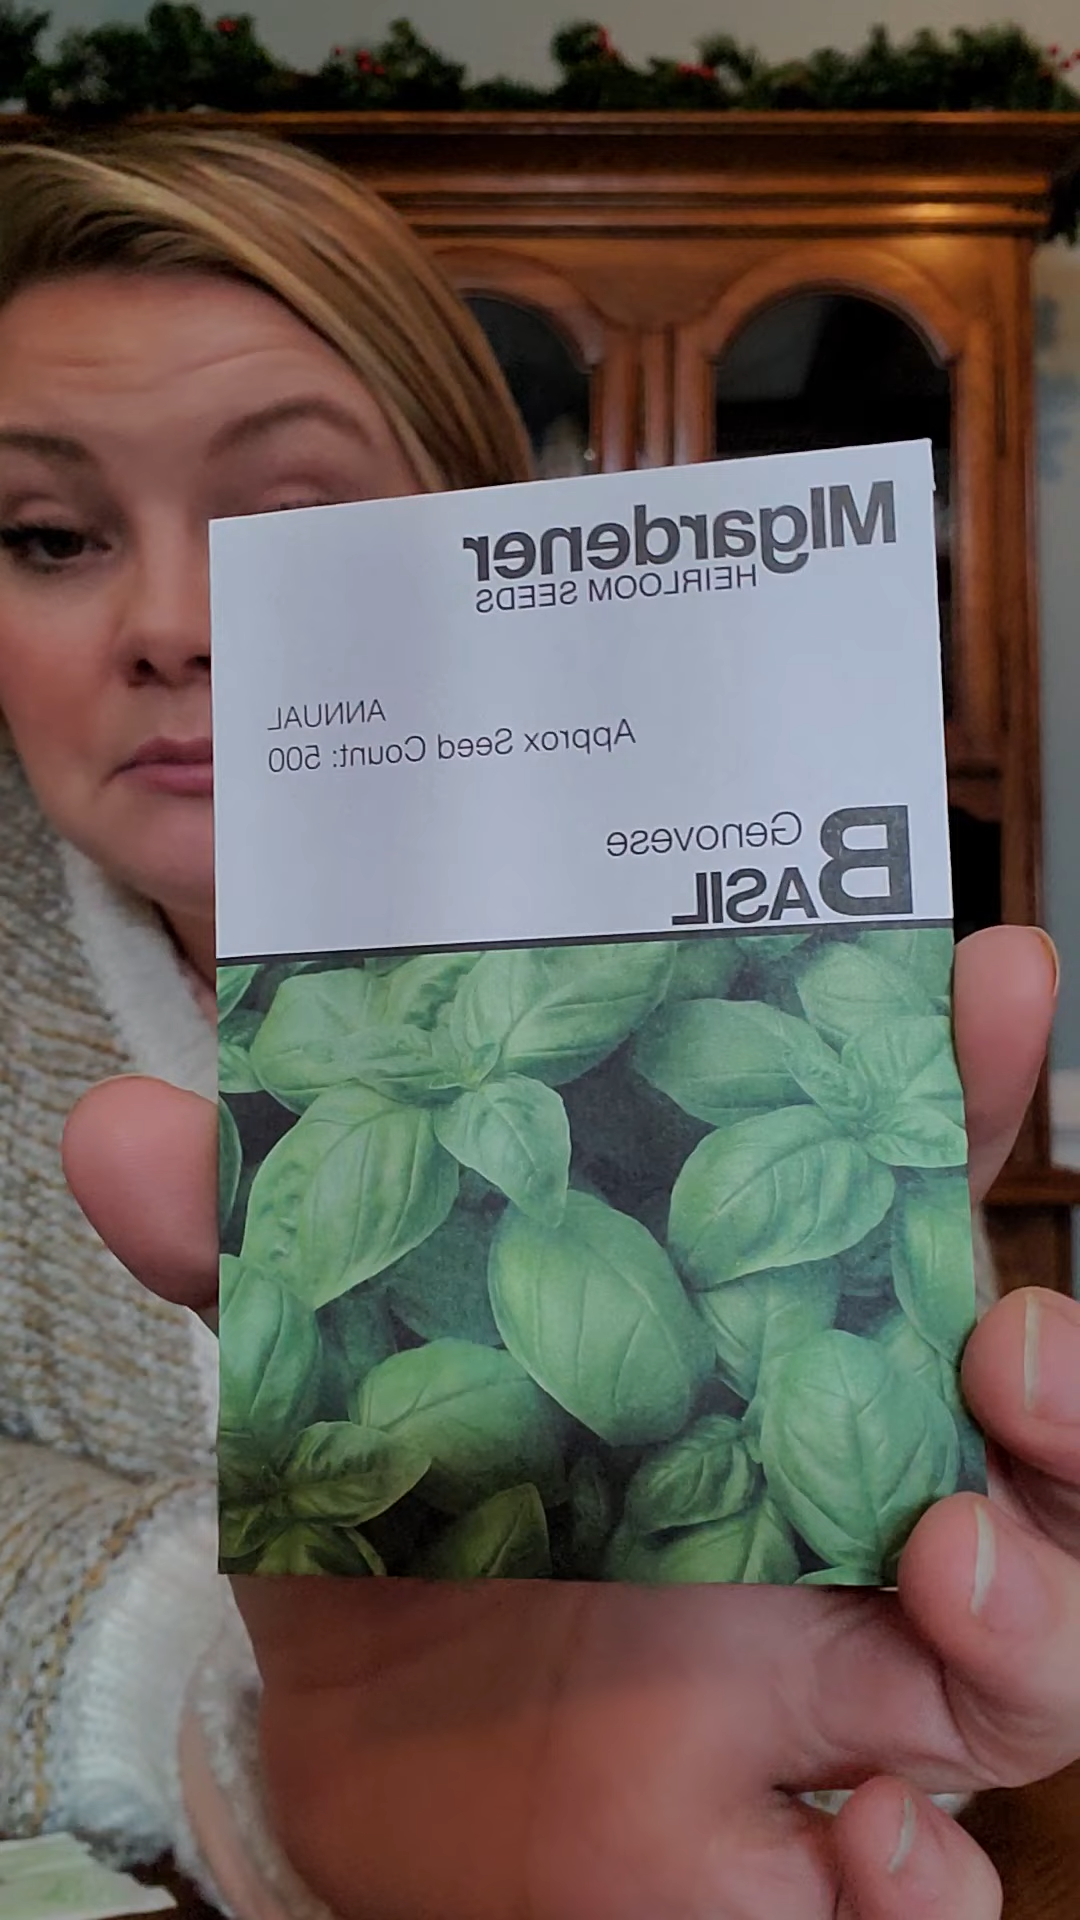 MIgardener
HEIRLOOM SEEDS
ANNUAL
Approx Seed Count: 500
Genovese
BASIL